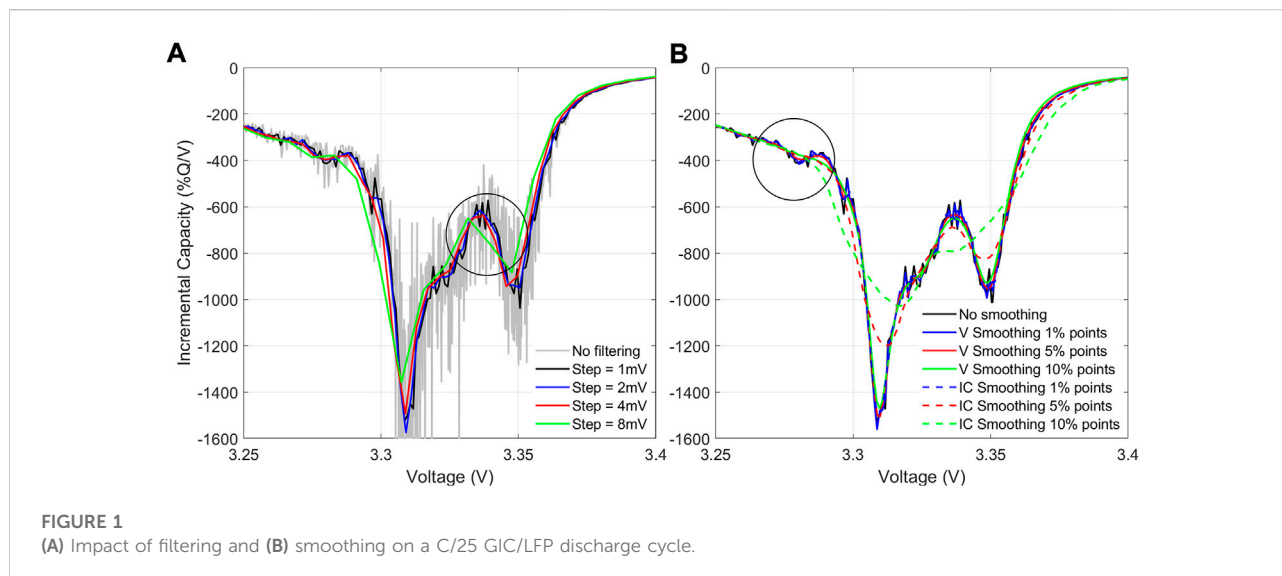 A
0
-200
-400
-600
-800
-1000
-1200
-1400
-1600
Incremental Capacity (%Q/V)
No filtering
Step = 1mV
Step = 2mV
Step = 4mV
Step = 8mV
3.25
3.3
3.35
3.4
Voltage (V)
B
0
-200
-400
-600
-800
-1000
-1200
-1400
-1600
No smoothing
V Smoothing 1% points
V Smoothing 5% points
V Smoothing 10% points
IC Smoothing 1% points
IC Smoothing 5% points
IC Smoothing 10% points
3.25
3.3
3.35
3.4
Voltage (V)
FIGURE 1
(A) Impact of filtering and (B) smoothing on a C/25 GIC/LFP discharge cycle.